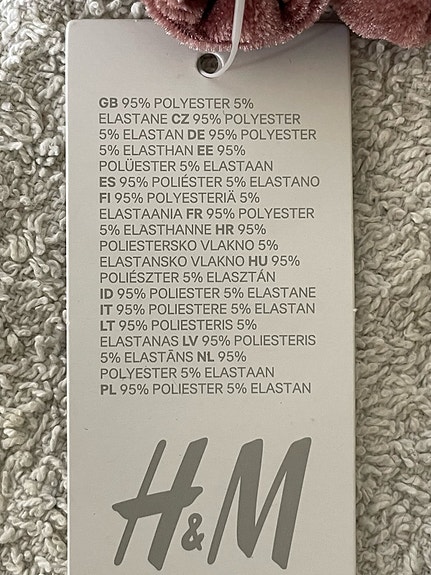 GB 95% POLYESTER 5%
ELASTANE CZ 95% POLYESTER
5% ELASTAN DE 95% POLYESTER
5% ELASTHAN EE 95%
POLÜESTER 5% ELASTAAN
ES 95% POLIÉSTER 5% ELASTANO
FI 95% POLYESTERIÄ 5%
ELASTAANIA FR 95% POLYESTER
5% ELASTHANNE HR 95%
POLIESTERSKO VLAKNO 5%
ELASTANSKO VLAKNO HU 95%
POLIÉSZTER 5% ELASZTÁN
ID 95% POLIESTER 5% ELASTANE
IT 95% POLIESTERE 5% ELASTAN
LT 95% POLIESTERIS 5%
ELASTANAS LV 95% POLIESTERIS
5% ELASTĀNS NL 95%
POLYESTER 5% ELASTAAN
PL 95% POLIESTER 5% ELASTAN
H&M